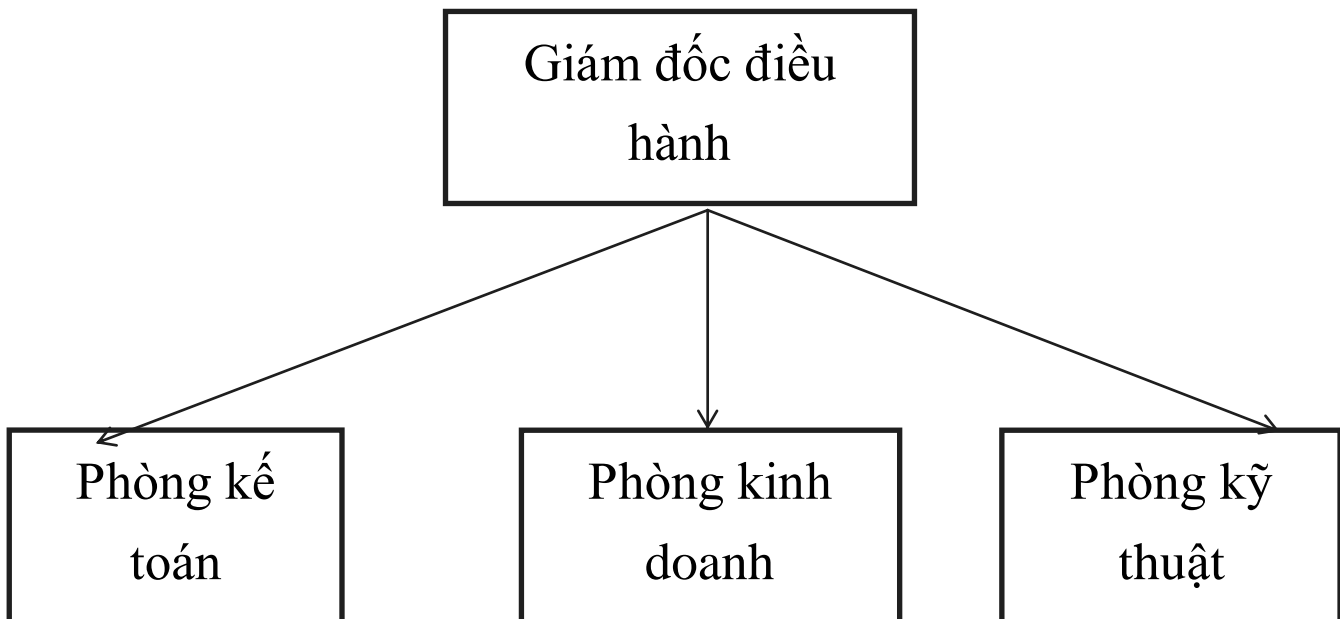 Giám đốc điều
hành
Phòng kế
toán
Phòng kinh
doanh
Phòng kỹ
thuật